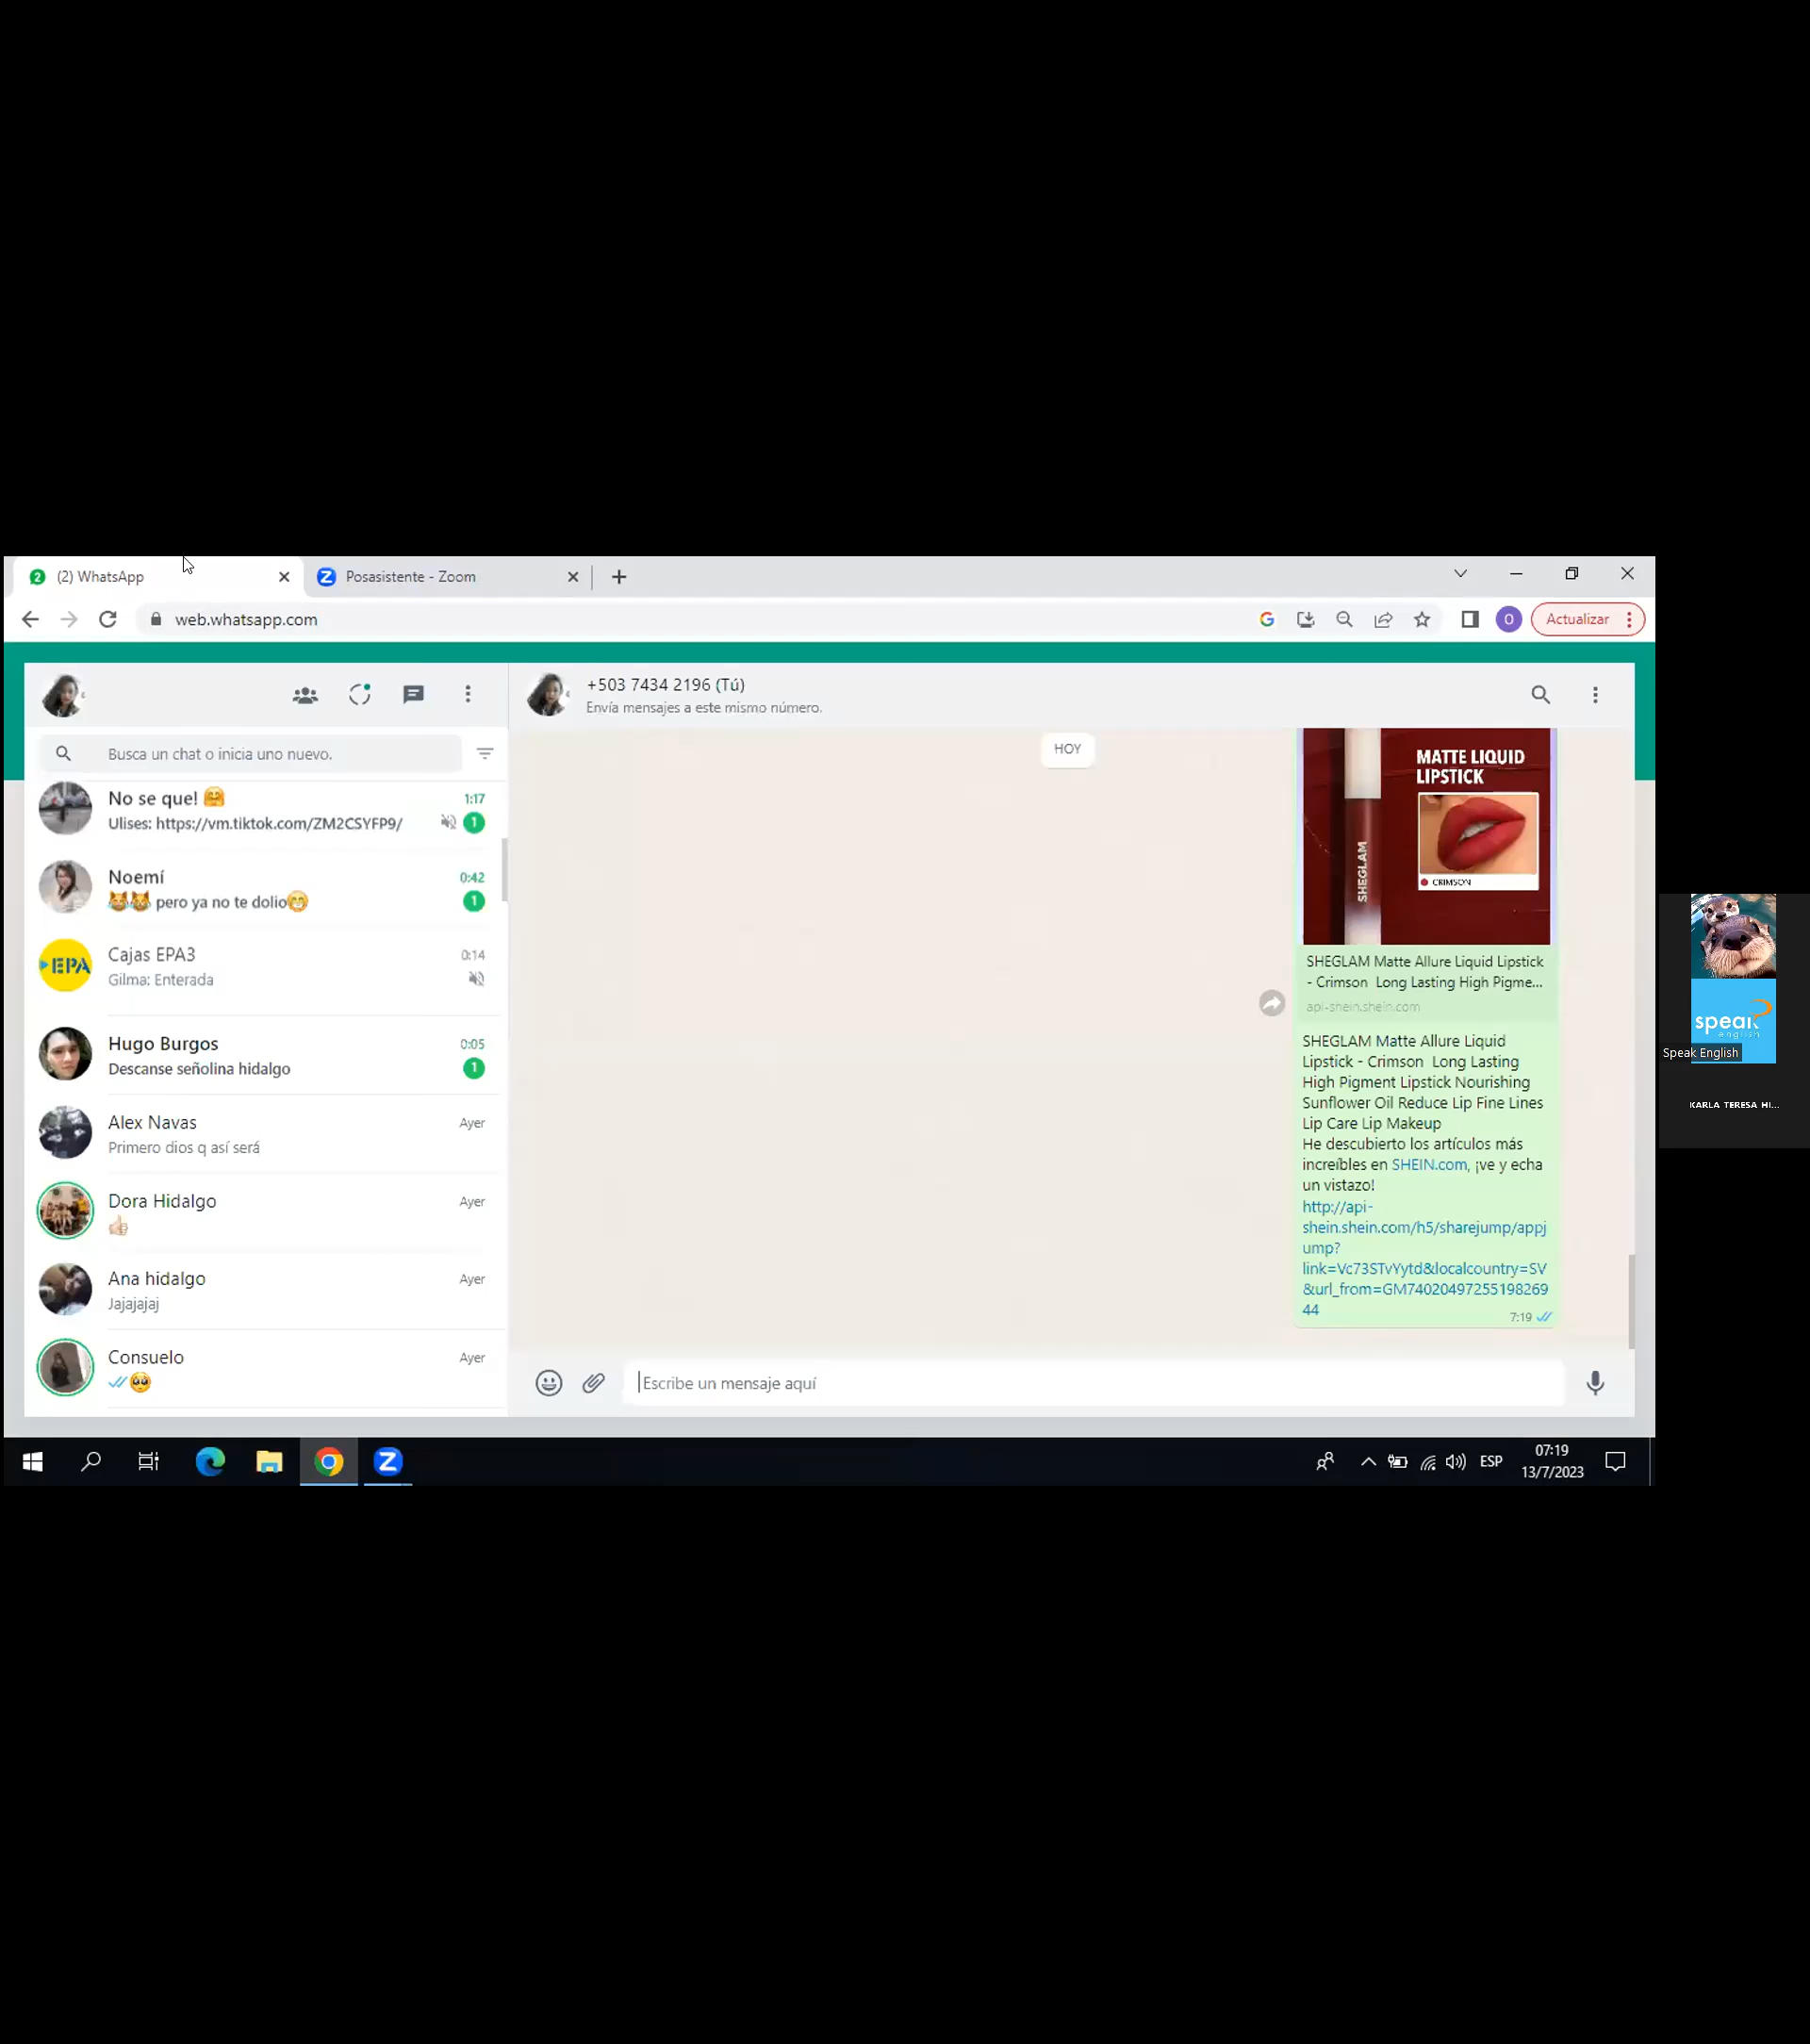 2 (2) WhatsApp
Posasistente - Zoom
web.whatsapp.com
O
Actualizar
Busca un chat o inicia uno nuevo.
No se que! 🤗 1:17
Ulises: https://vm.tiktok.com/ZM2CSYFP9/ 1
Noemí 0:42
😹😹 pero ya no te dolio😁 1
EPA
Cajas EPA3 0:14
Gilma: Enterada
Hugo Burgos 0:05
Descanse señolina hidalgo 1
Alex Navas Ayer
Primero dios q así será
Dora Hidalgo Ayer
👍🏻
Ana hidalgo Ayer
Jajajajaj
Consuelo Ayer
🥺
+503 7434 2196 (Tú)
Envía mensajes a este mismo número.
HOY
MATTE LIQUID
LIPSTICK
SHEGLAM
CRIMSON
SHEGLAM Matte Allure Liquid Lipstick
- Crimson Long Lasting High Pigme...
api-shein.shein.com
SHEGLAM Matte Allure Liquid
Lipstick - Crimson Long Lasting
High Pigment Lipstick Nourishing
Sunflower Oil Reduce Lip Fine Lines
Lip Care Lip Makeup
He descubierto los artículos más
increíbles en SHEIN.com, ¡ve y echa
un vistazo!
http://api-
shein.shein.com/h5/sharejump/appj
ump?
link=Vc73STvYytd&localcountry=SV
&url_from=GM74020497255198269
44
7:19
Escribe un mensaje aquí
ESP
07:19
13/7/2023
speak
english
Speak English
KARLA TERESA HI...